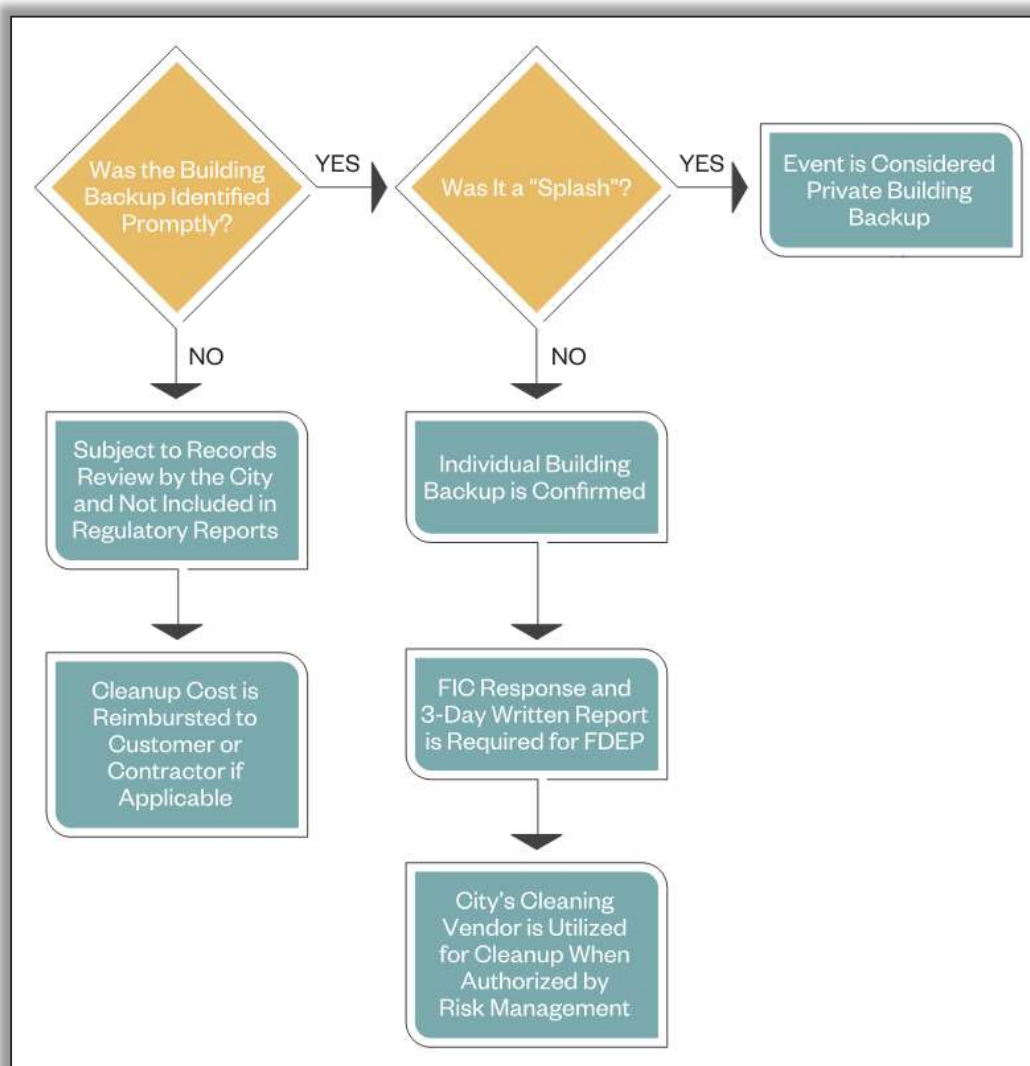 Was the Building
Backup Identified
Promptly?
YES
Was It a “Splash”?
YES
Event is Considered
Private Building
Backup
NO
NO
Subject to Records
Review by the City
and Not Included in
Regulatory Reports
Individual Building
Backup is Confirmed
Cleanup Cost is
Reimbursted to
Customer or
Contractor if
Applicable
FIC Response and
3-Day Written Report
is Required for FDEP
City’s Cleaning
Vendor is Utilized
for Cleanup When
Authorized by
Risk Management